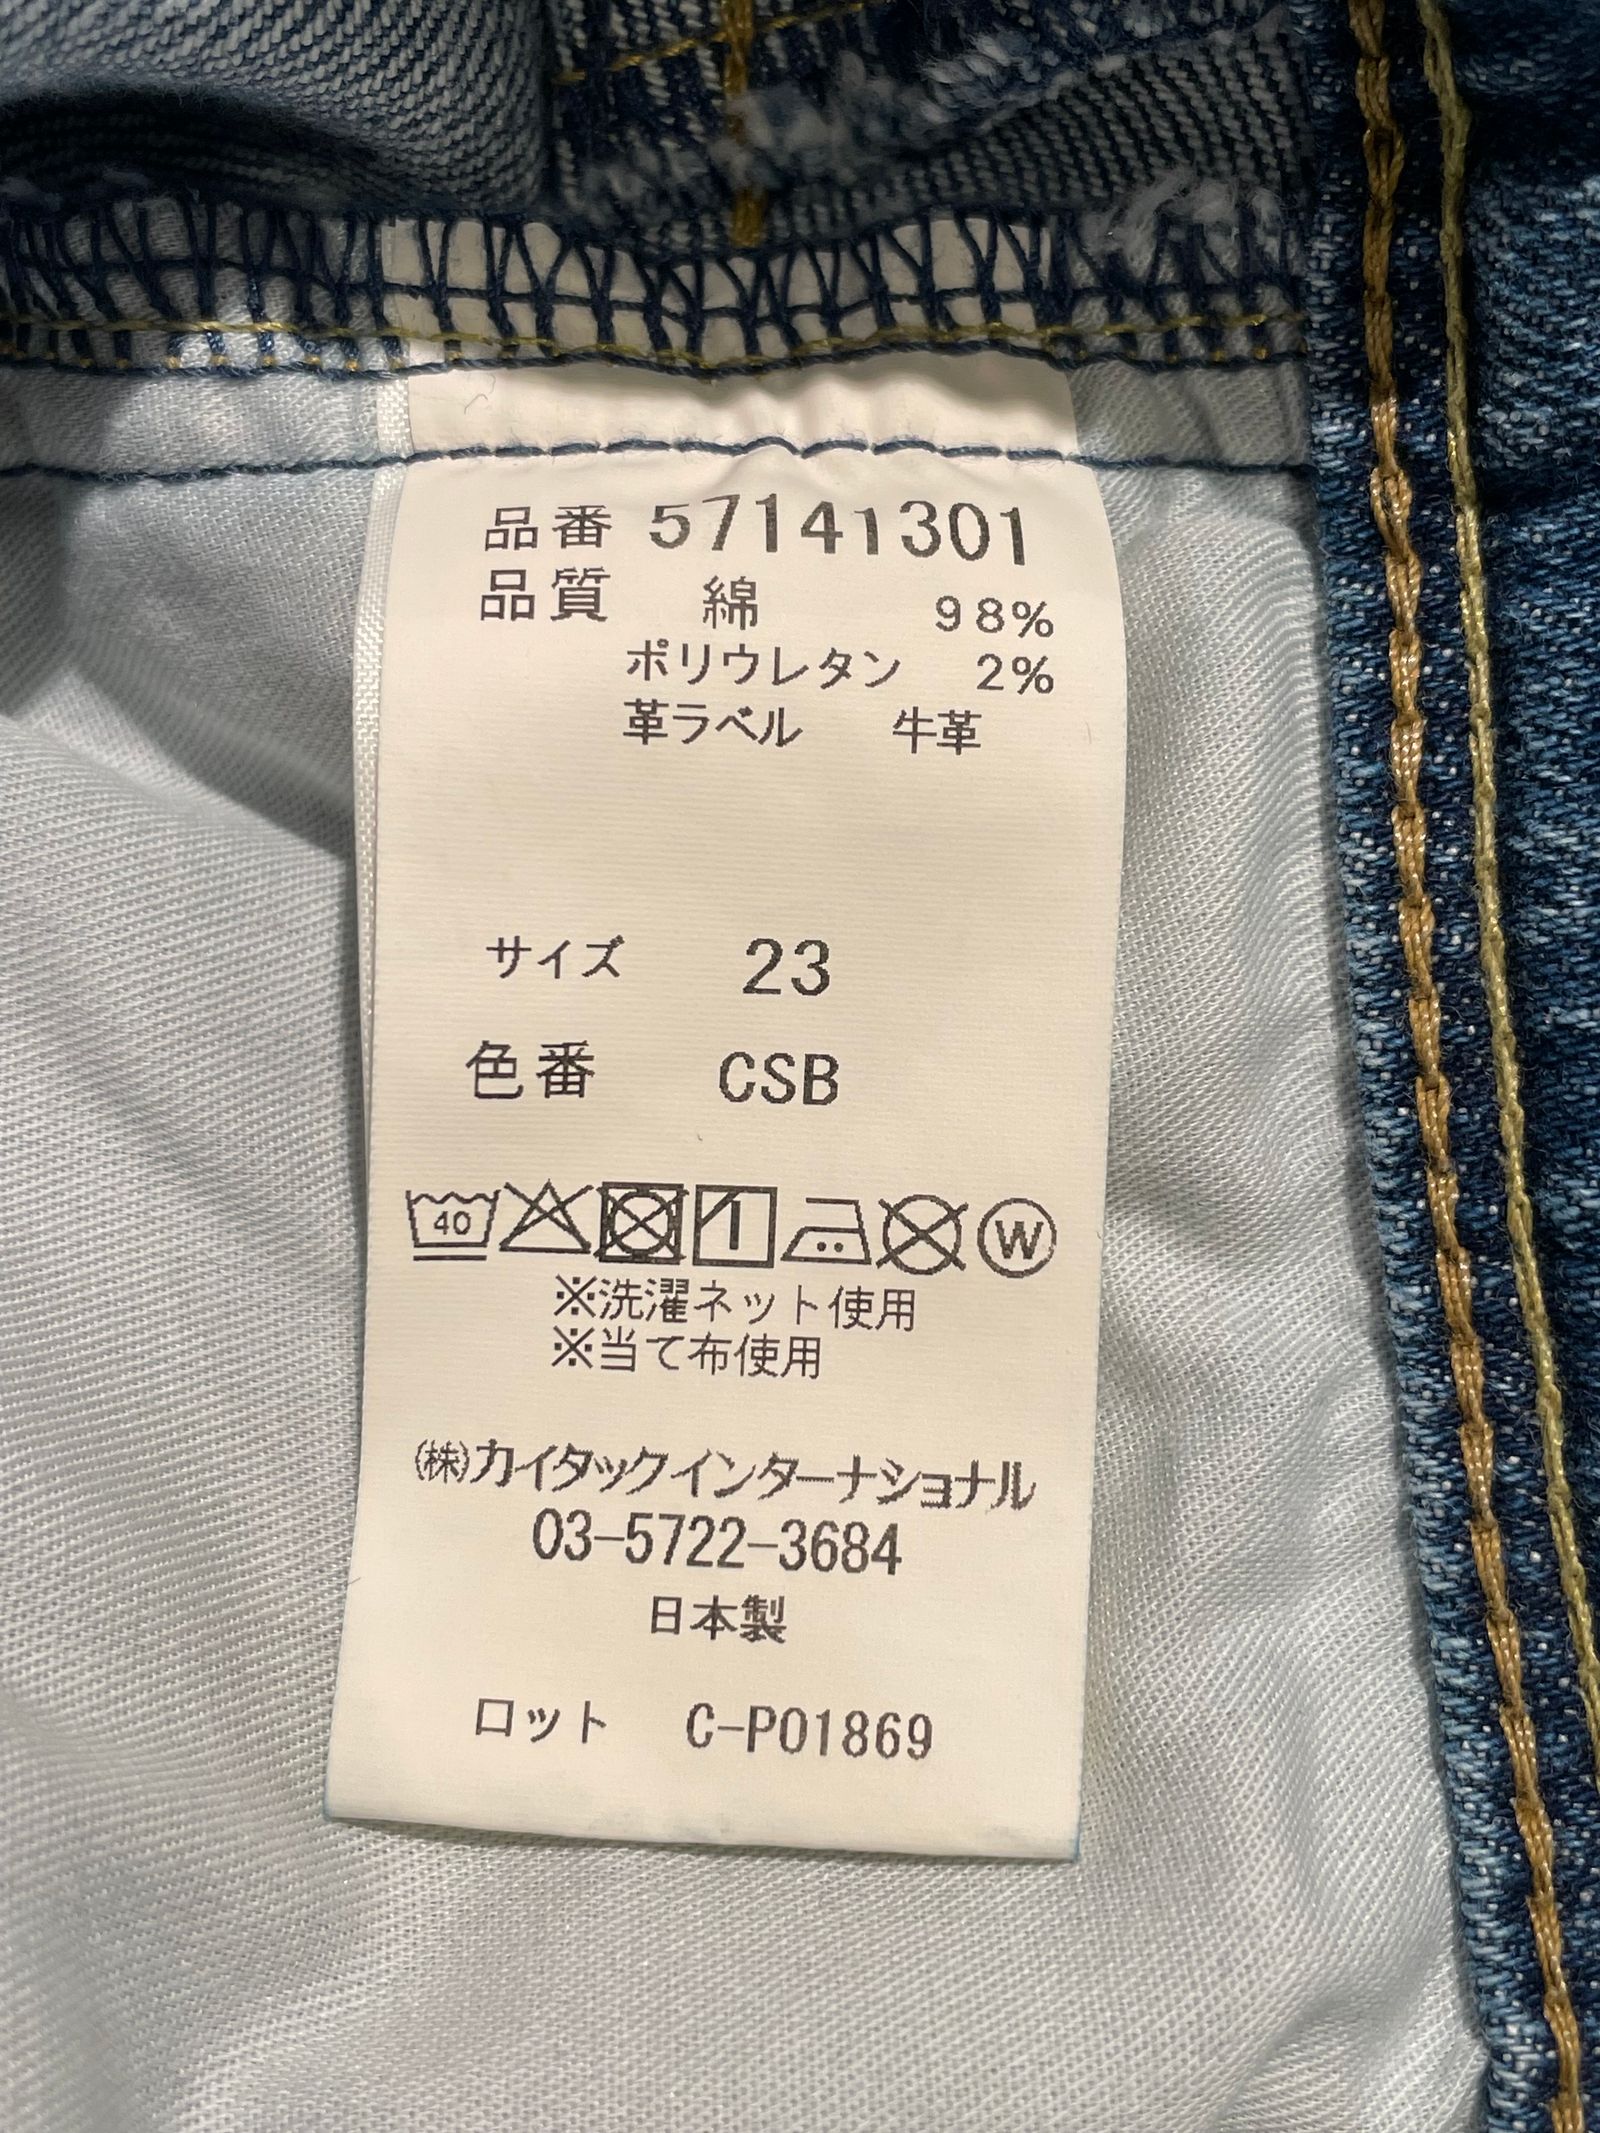 品番 57141301
品質 綿 98%
ポリウレタン 2%
革ラベル 牛革
サイズ 23
色番 CSB
40 1 W
※洗濯ネット使用
※当て布使用
㈱カイタックインターナショナル
03-5722-3684
日本製
ロット C-P01869